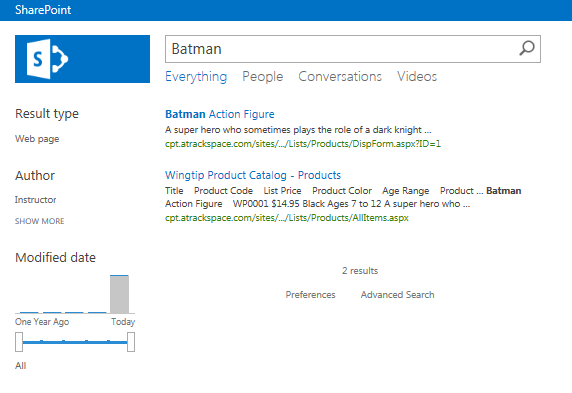 SharePoint
S
Batman
Everything People Conversations Videos
Result type
Web page
Author
Instructor
SHOW MORE
Modified date
One Year Ago Today
All
Batman Action Figure
A super hero who sometimes plays the role of a dark knight ...
cpt.atrackspace.com/sites/.../Lists/Products/DispForm.aspx?ID=1
Wingtip Product Catalog - Products
Title Product Code List Price Product Color Age Range Product ... Batman
Action Figure WP0001 $14.95 Black Ages 7 to 12 A super hero who ...
cpt.atrackspace.com/sites/.../Lists/Products/AllItems.aspx
2 results
Preferences Advanced Search